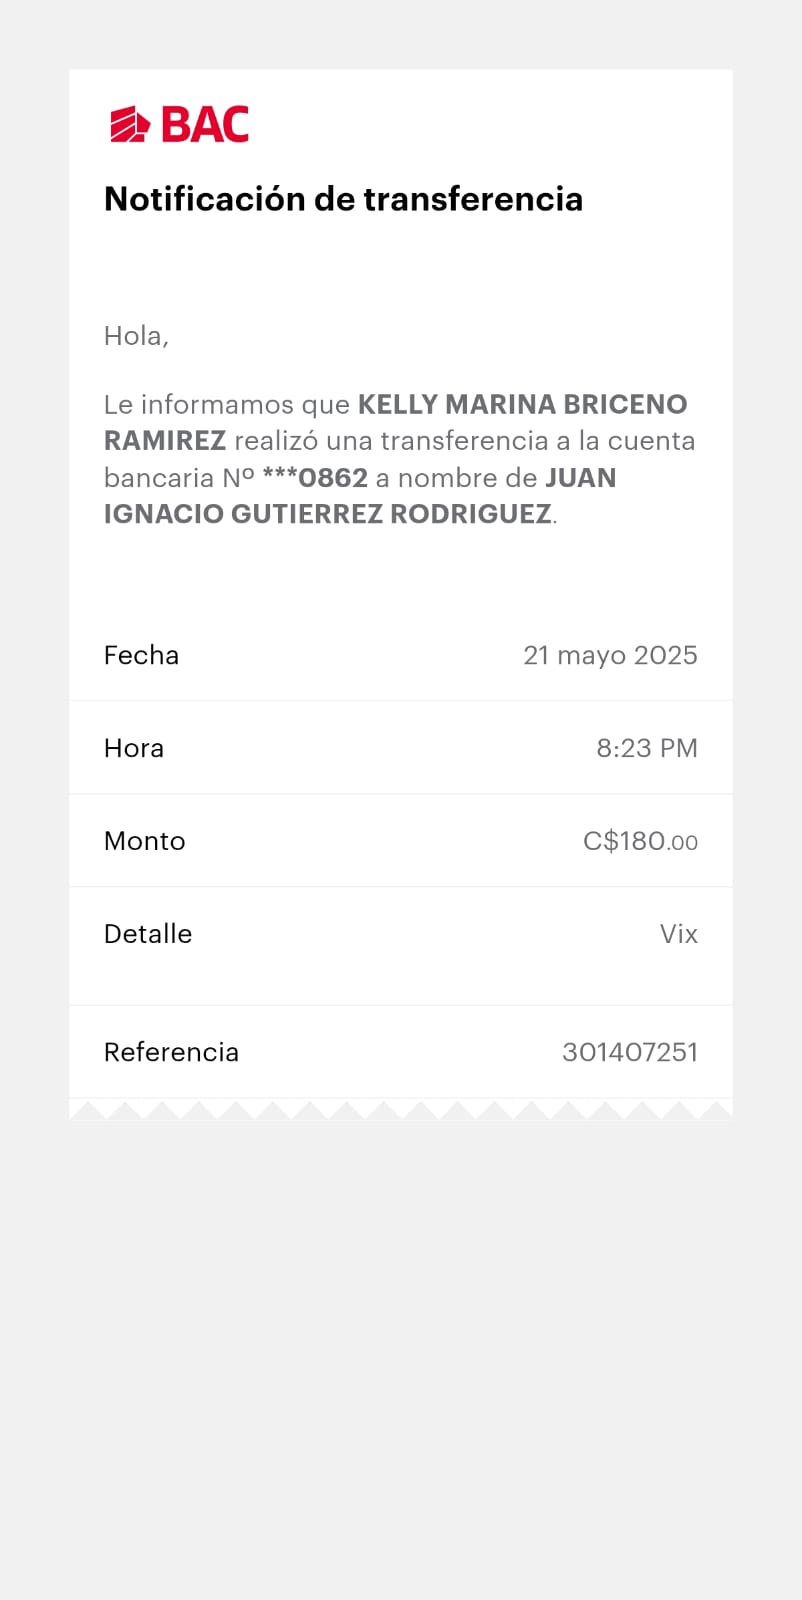 BAC
Notificación de transferencia
Hola,
Le informamos que KELLY MARINA BRICENO
RAMIREZ realizó una transferencia a la cuenta
bancaria Nº ***0862 a nombre de JUAN
IGNACIO GUTIERREZ RODRIGUEZ.
Fecha 21 mayo 2025
Hora 8:23 PM
Monto C$180.00
Detalle Vix
Referencia 301407251